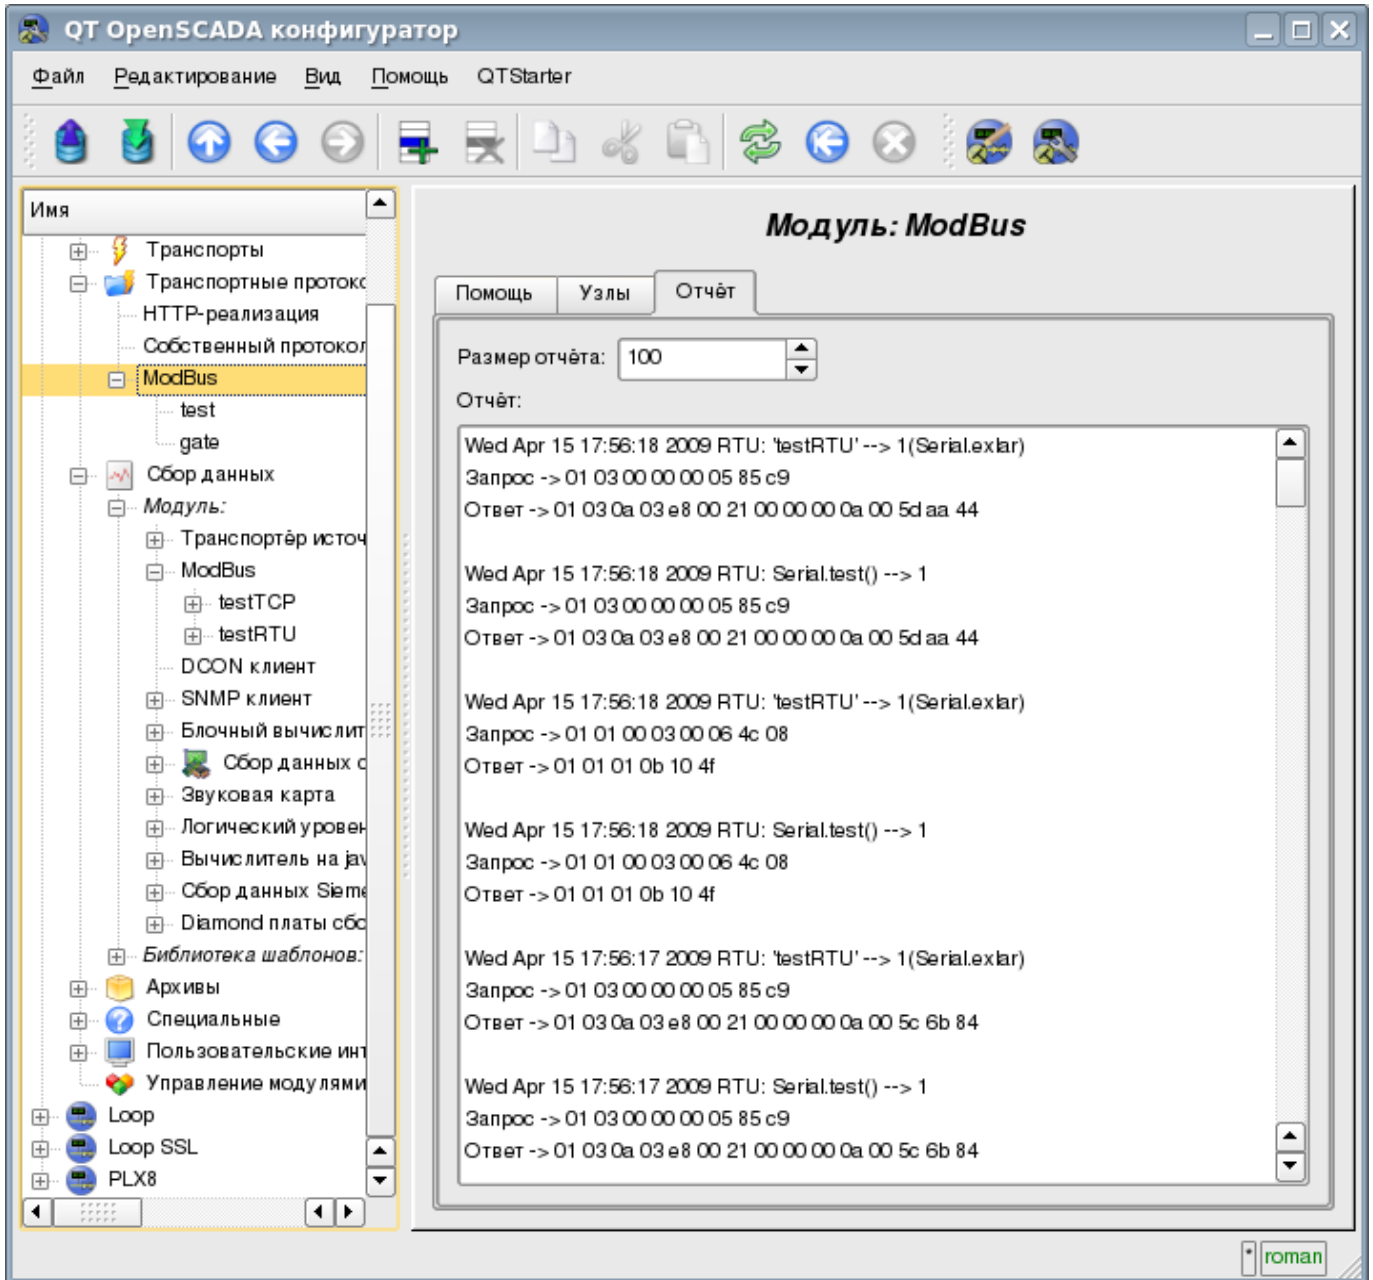 QT OpenSCADA конфигуратор
Файл Редактирование Вид Помощь QTStarter
Имя
Транспорты
Транспортные протоко
HTTP-реализация
Собственный протокол
ModBus
test
gate
Сбор данных
Модуль:
Транспортёр источ
ModBus
testTCP
testRTU
DCON клиент
SNMP клиент
Блочный вычислит
Сбор данных с
Звуковая карта
Логический уровен
Вычислитель на jav
Сбор данных Sieme
Diamond платы сбо
Библиотека шаблонов:
Архивы
Специальные
Пользовательские инт
Управление модулями
Loop
Loop SSL
PLX8
Модуль: ModBus
Помощь Узлы Отчёт
Размер отчёта: 100
Отчёт:
Wed Apr 15 17:56:18 2009 RTU: 'testRTU' --> 1(Serial.exlar)
Запрос -> 01 03 00 00 00 05 85 c9
Ответ -> 01 03 0a 03 e8 00 21 00 00 00 0a 00 5d aa 44
Wed Apr 15 17:56:18 2009 RTU: Serial.test() --> 1
Запрос -> 01 03 00 00 00 05 85 c9
Ответ -> 01 03 0a 03 e8 00 21 00 00 00 0a 00 5d aa 44
Wed Apr 15 17:56:18 2009 RTU: 'testRTU' --> 1(Serial.exlar)
Запрос -> 01 01 00 03 00 06 4c 08
Ответ -> 01 01 01 0b 10 4f
Wed Apr 15 17:56:18 2009 RTU: Serial.test() --> 1
Запрос -> 01 01 00 03 00 06 4c 08
Ответ -> 01 01 01 0b 10 4f
Wed Apr 15 17:56:17 2009 RTU: 'testRTU' --> 1(Serial.exlar)
Запрос -> 01 03 00 00 00 05 85 c9
Ответ -> 01 03 0a 03 e8 00 21 00 00 00 0a 00 5c 6b 84
Wed Apr 15 17:56:17 2009 RTU: Serial.test() --> 1
Запрос -> 01 03 00 00 00 05 85 c9
Ответ -> 01 03 0a 03 e8 00 21 00 00 00 0a 00 5c 6b 84
* roman